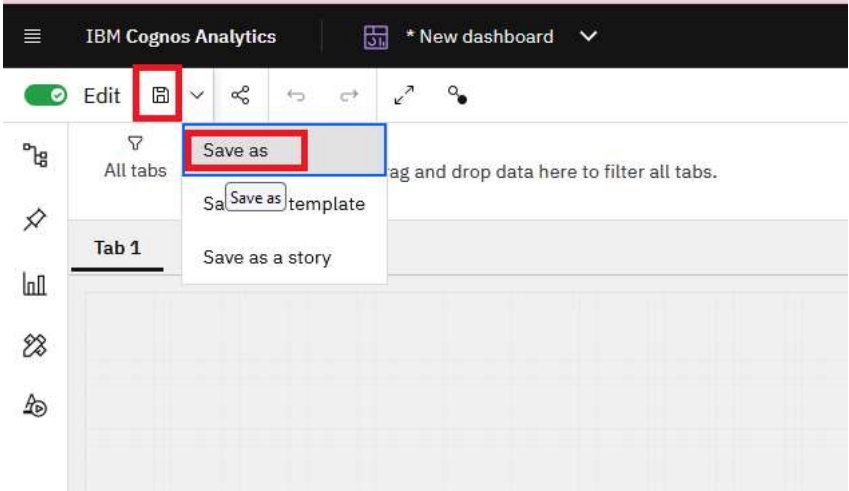 IBM Cognos Analytics
* New dashboard
Edit
Save as
All tabs
ag and drop data here to filter all tabs.
Sa
Save as
template
Tab 1
Save as a story